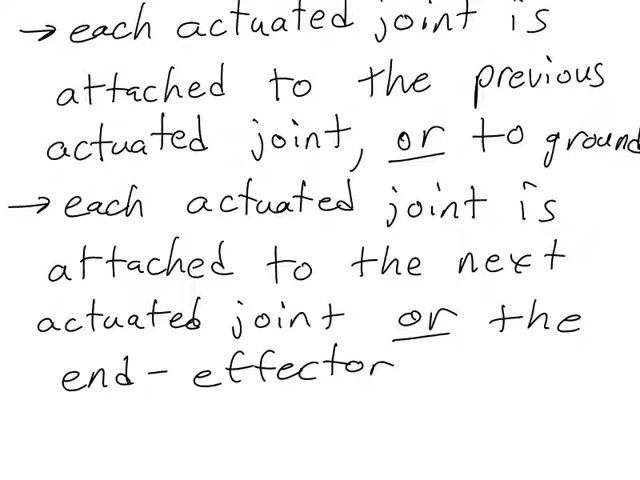 → each actuated joint is
attached to the previous
actuated joint, or to ground
→ each actuated joint is
attached to the next
actuated joint or the
end - effector